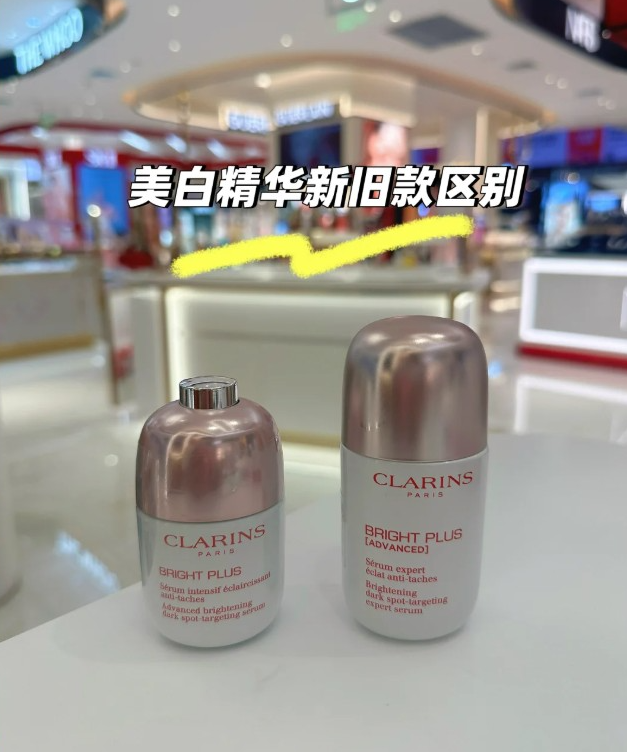 美白精华新旧款区别
CLARINS
PARIS
BRIGHT PLUS
Sérum intensif éclaircissant
anti-taches
Advanced brightening
dark spot-targeting serum
CLARINS
PARIS
BRIGHT PLUS
[ADVANCED]
Sérum expert
éclat anti-taches
Brightening
dark spot-targeting
expert serum